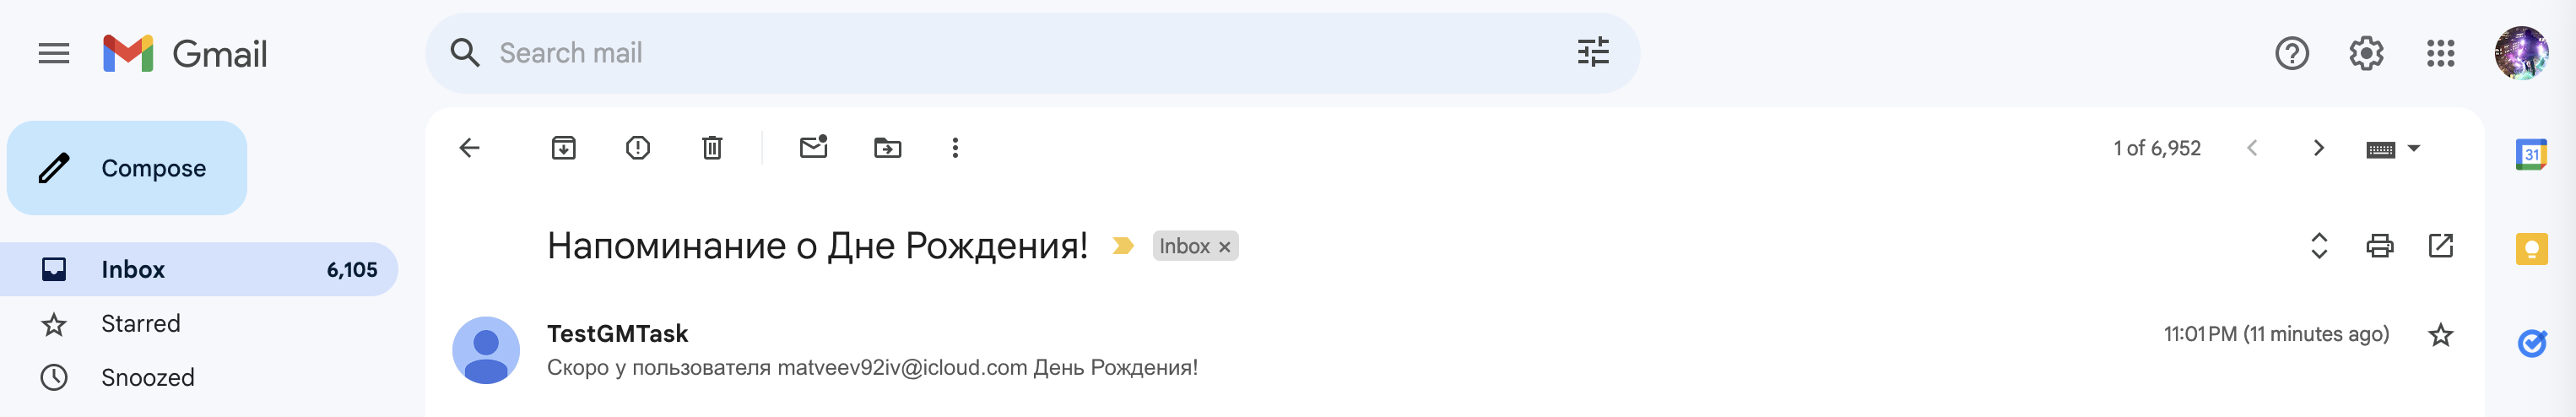 Gmail
Search mail
Compose
1 of 6,952
31
Напоминание о Дне Рождения! Inbox ×
Inbox 6,105
TestGMTask 11:01 PM (11 minutes ago)
Starred
Скоро у пользователя matveev92iv@icloud.com День Рождения!
Snoozed